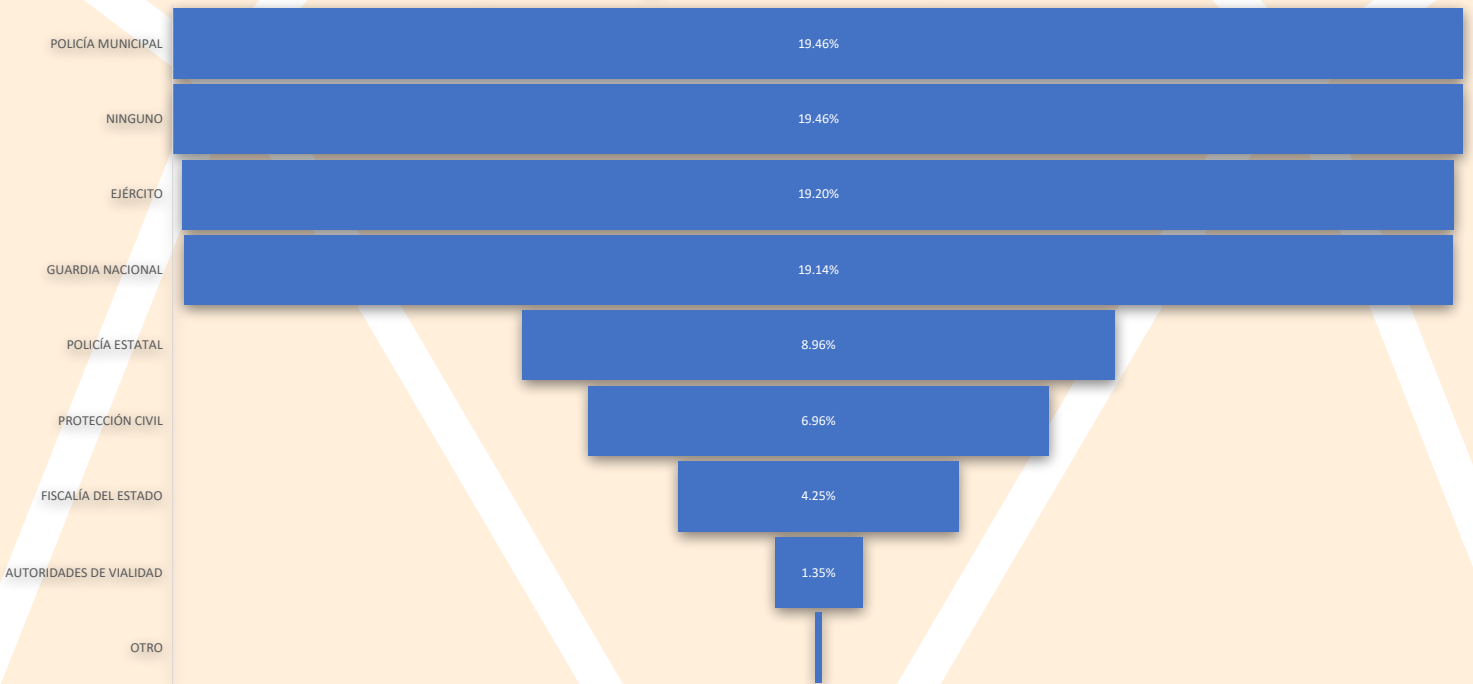 POLICÍA MUNICIPAL 19.46%
NINGUNO 19.46%
EJÉRCITO 19.20%
GUARDIA NACIONAL 19.14%
POLICÍA ESTATAL 8.96%
PROTECCIÓN CIVIL 6.96%
FISCALÍA DEL ESTADO 4.25%
AUTORIDADES DE VIALIDAD 1.35%
OTRO